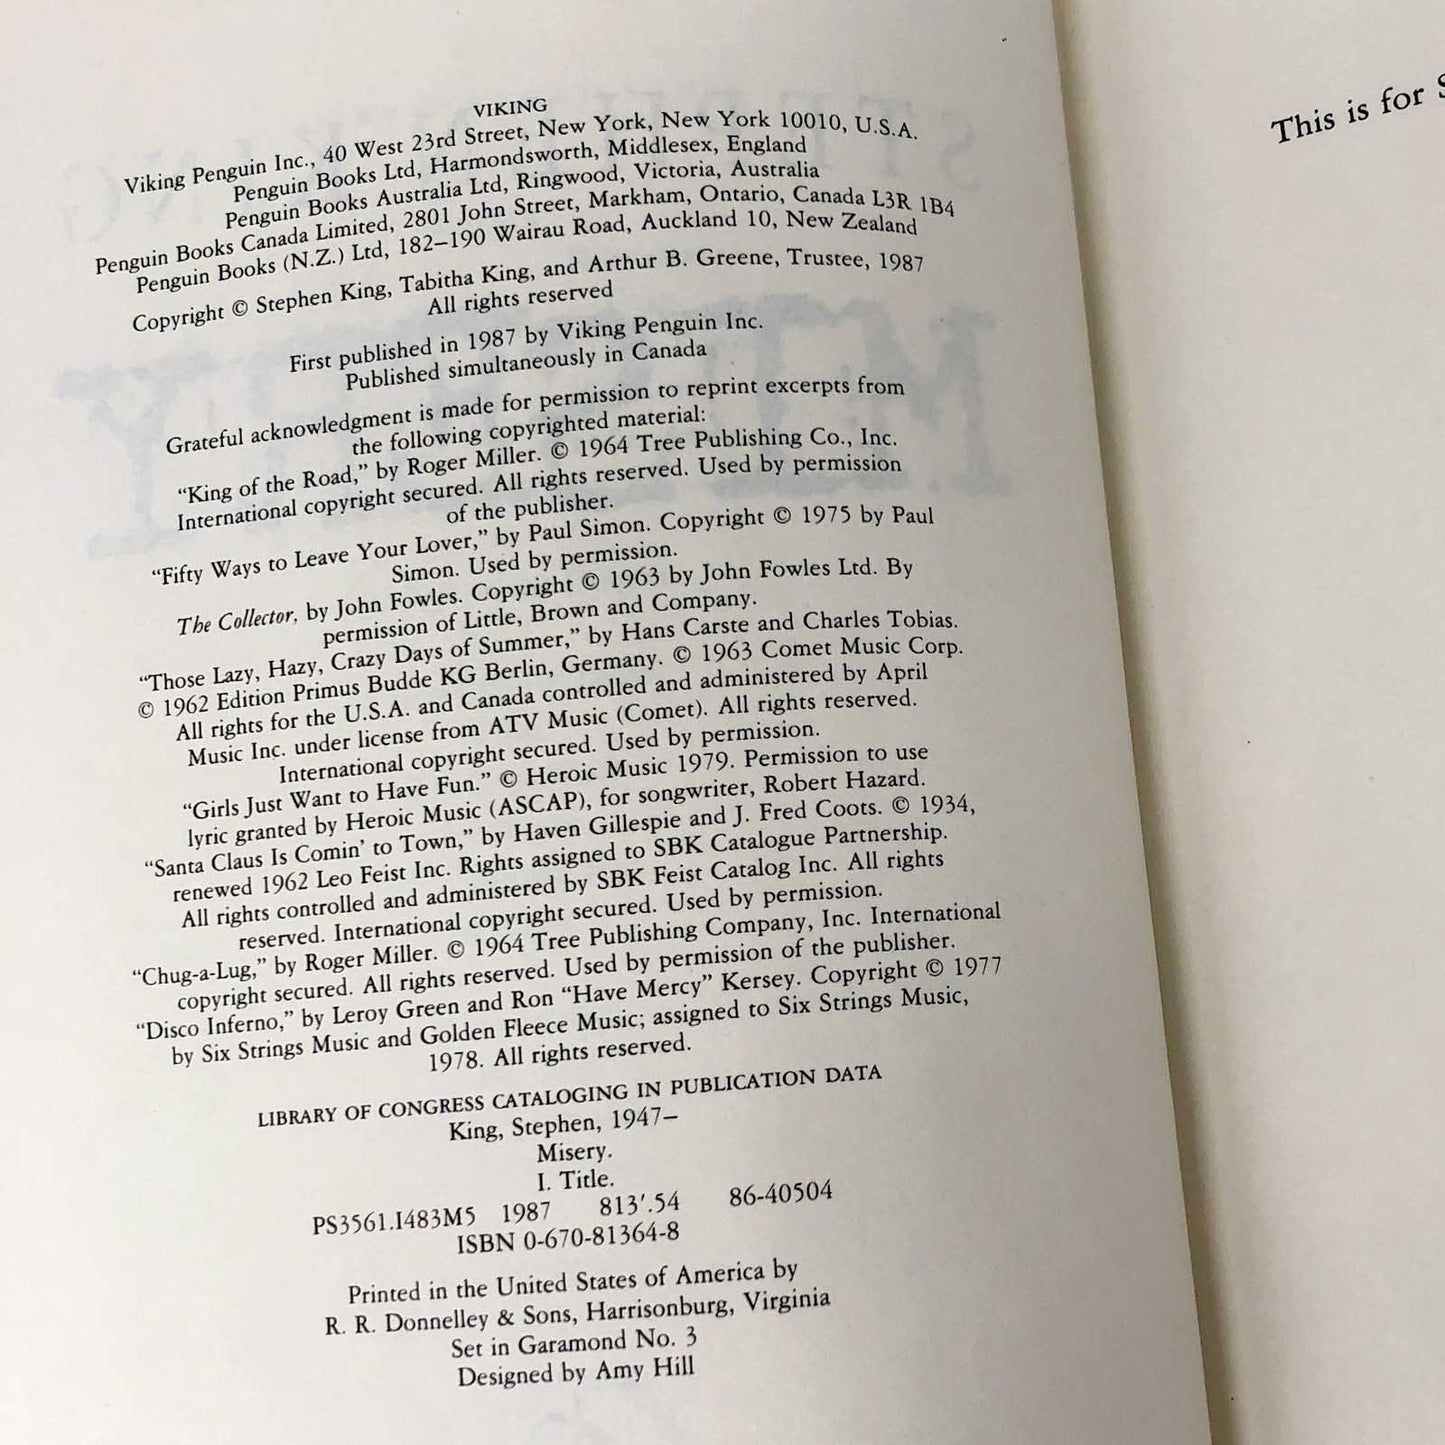 VIKING
Viking Penguin Inc., 40 West 23rd Street, New York, New York 10010, U.S.A.
Penguin Books Ltd, Harmondsworth, Middlesex, England
Penguin Books Australia Ltd, Ringwood, Victoria, Australia
Penguin Books Canada Limited, 2801 John Street, Markham, Ontario, Canada L3R 1B4
Penguin Books (N.Z.) Ltd, 182–190 Wairau Road, Auckland 10, New Zealand
Copyright © Stephen King, Tabitha King, and Arthur B. Greene, Trustee, 1987
All rights reserved
First published in 1987 by Viking Penguin Inc.
Published simultaneously in Canada
Grateful acknowledgment is made for permission to reprint excerpts from
the following copyrighted material:
“King of the Road,” by Roger Miller. © 1964 Tree Publishing Co., Inc.
International copyright secured. All rights reserved. Used by permission
of the publisher.
“Fifty Ways to Leave Your Lover,” by Paul Simon. Copyright © 1975 by Paul
Simon. Used by permission.
The Collector, by John Fowles. Copyright © 1963 by John Fowles Ltd. By
permission of Little, Brown and Company.
“Those Lazy, Hazy, Crazy Days of Summer,” by Hans Carste and Charles Tobias.
© 1962 Edition Primus Budde KG Berlin, Germany. © 1963 Comet Music Corp.
All rights for the U.S.A. and Canada controlled and administered by April
Music Inc. under license from ATV Music (Comet). All rights reserved.
International copyright secured. Used by permission.
“Girls Just Want to Have Fun.” © Heroic Music 1979. Permission to use
lyric granted by Heroic Music (ASCAP), for songwriter, Robert Hazard.
“Santa Claus Is Comin’ to Town,” by Haven Gillespie and J. Fred Coots. © 1934,
renewed 1962 Leo Feist Inc. Rights assigned to SBK Catalogue Partnership.
All rights controlled and administered by SBK Feist Catalog Inc. All rights
reserved. International copyright secured. Used by permission.
“Chug-a-Lug,” by Roger Miller. © 1964 Tree Publishing Company, Inc. International
copyright secured. All rights reserved. Used by permission of the publisher.
“Disco Inferno,” by Leroy Green and Ron “Have Mercy” Kersey. Copyright © 1977
by Six Strings Music and Golden Fleece Music; assigned to Six Strings Music,
1978. All rights reserved.
LIBRARY OF CONGRESS CATALOGING IN PUBLICATION DATA
King, Stephen, 1947–
Misery.
I. Title.
PS3561.I483M5 1987 813′.54 86-40504
ISBN 0-670-81364-8
Printed in the United States of America by
R. R. Donnelley & Sons, Harrisonburg, Virginia
Set in Garamond No. 3
Designed by Amy Hill
This is for